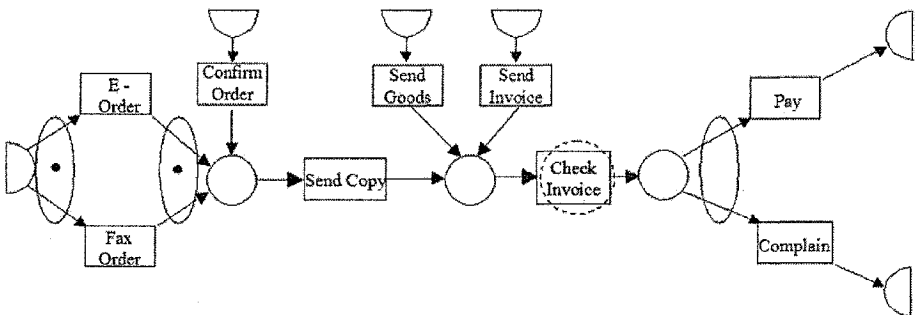 E -
Order
Confirm
Order
Send
Goods
Send
Invoice
Pay
Send Copy
Check
Invoice
Fax
Order
Complain